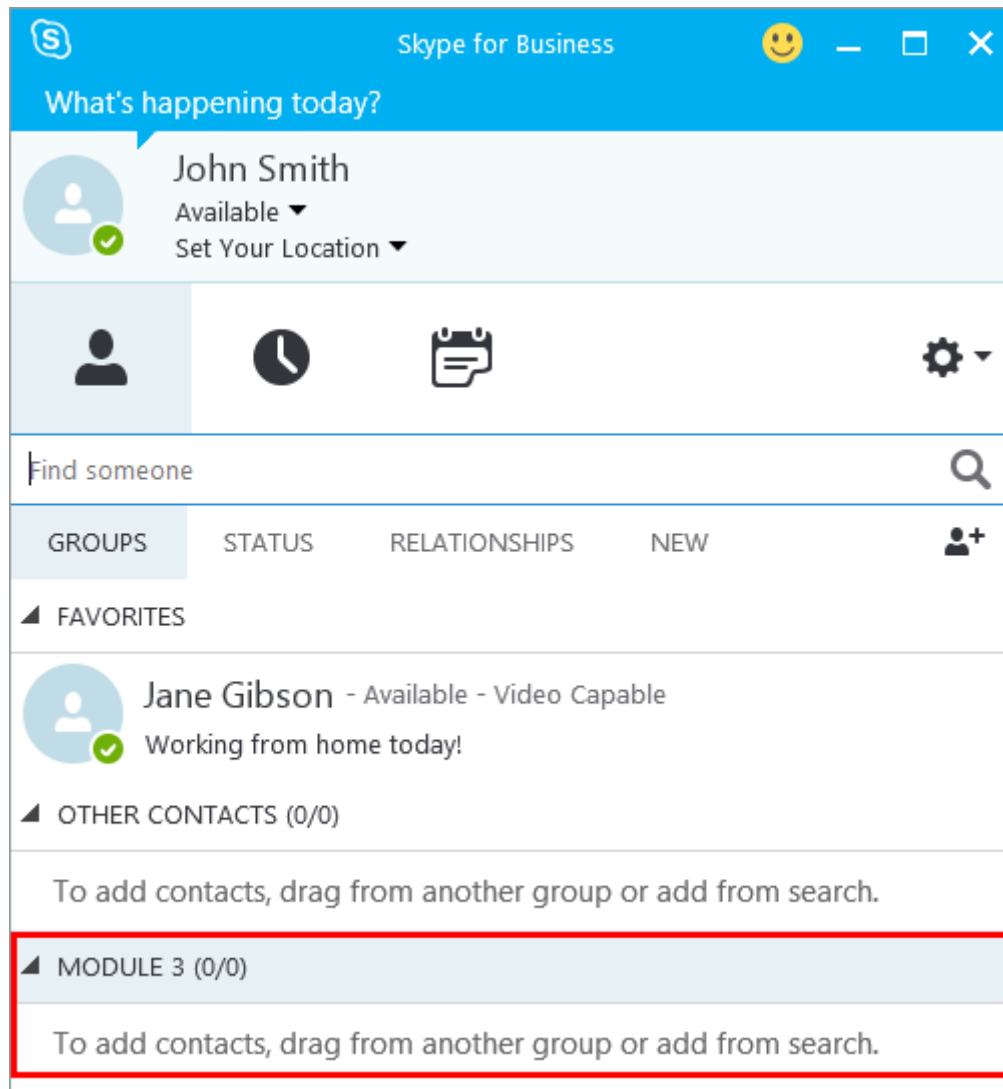 Skype for Business
What's happening today?
John Smith
Available
Set Your Location
Find someone
GROUPS STATUS RELATIONSHIPS NEW
FAVORITES
Jane Gibson - Available - Video Capable
Working from home today!
OTHER CONTACTS (0/0)
To add contacts, drag from another group or add from search.
MODULE 3 (0/0)
To add contacts, drag from another group or add from search.